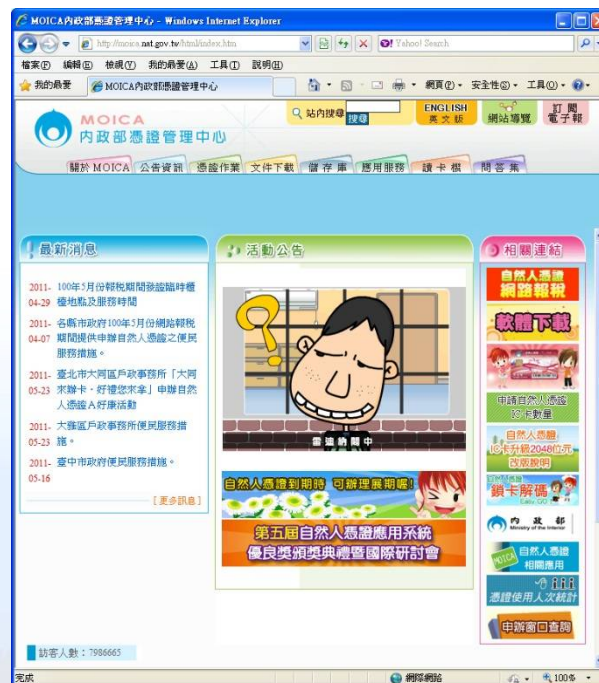 MOICA內政部憑證管理中心 - Windows Internet Explorer
http://moica.nat.gov.tw/html/index.htm
Yahoo! Search
檔案(F) 編輯(E) 檢視(V) 我的最愛(A) 工具(T) 說明(H)
我的最愛 MOICA內政部憑證管理中心 網頁(P) 安全性(S) 工具(O)
MOICA
內政部憑證管理中心
站內搜尋 搜尋
ENGLISH
英文版
網站導覽
訂閱
電子報
關於MOICA 公告資訊 憑證作業 文件下載 儲存庫 應用服務 讀卡機 問答集
最新消息
2011-04-29 100年5月份報稅期間發證臨時櫃
檯地點及服務時間
2011-04-07 各縣市政府100年5月份網路報稅
期間提供申辦自然人憑證之便民
服務措施。
2011-05-23 臺北市大同區戶政事務所「大同
來辦卡．好禮您來拿」申辦自然
人憑證A好康活動
2011-05-23 大雅區戶政事務所便民服務措
施。
2011-05-16 臺中市政府便民服務措施。
[更多訊息]
活動公告
雷迪納鬧中
自然人憑證到期時 可辦理展期喔!
第五屆自然人憑證應用系統
優良獎頒獎典禮暨國際研討會
相關連結
自然人憑證
網路報稅
軟體下載
申請自然人憑證
IC卡數量
自然人憑證
IC卡升級2048位元
改版說明
鎖卡解碼
內政部
Ministry of the Interior
MOICA
自然人憑證
相關應用
憑證使用人次統計
申辦窗口查詢
訪客人數：7986665
完成 網際網路 100%